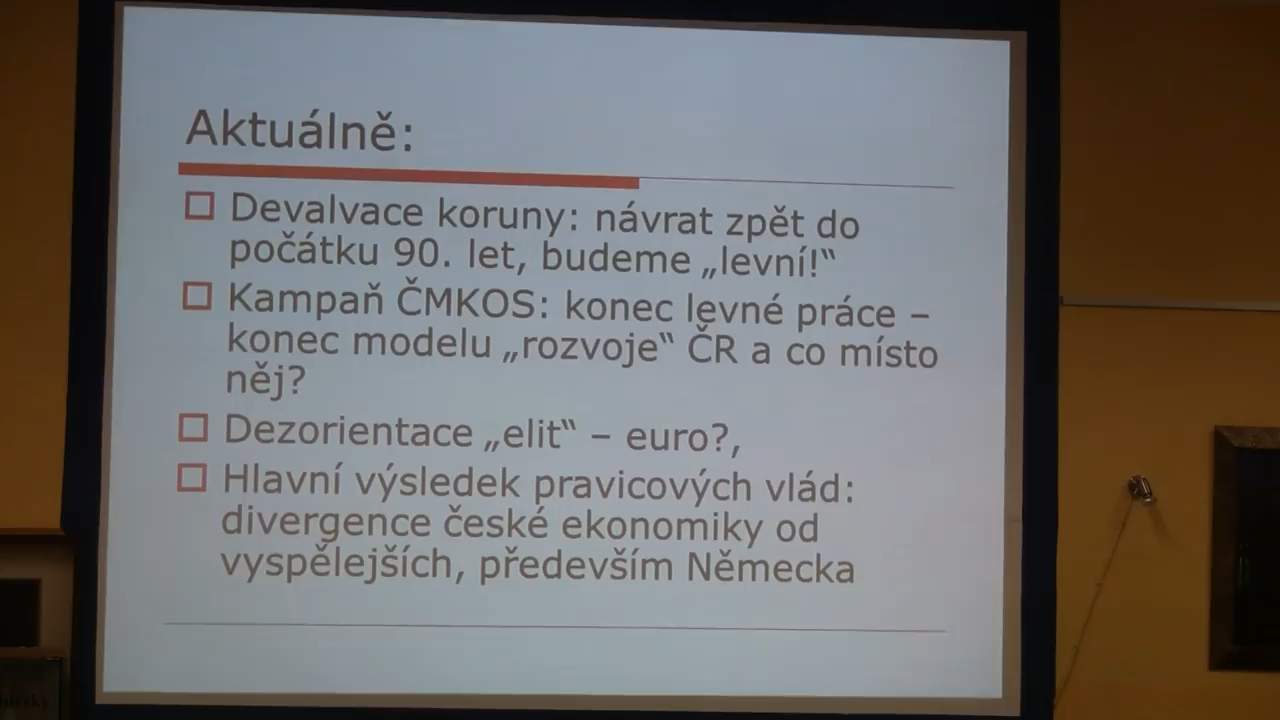 Aktuálně:
Devalvace koruny: návrat zpět do
počátku 90. let, budeme „levní!“
Kampaň ČMKOS: konec levné práce –
konec modelu „rozvoje“ ČR a co místo
něj?
Dezorientace „elit“ – euro?,
Hlavní výsledek pravicových vlád:
divergence české ekonomiky od
vyspělejších, především Německa